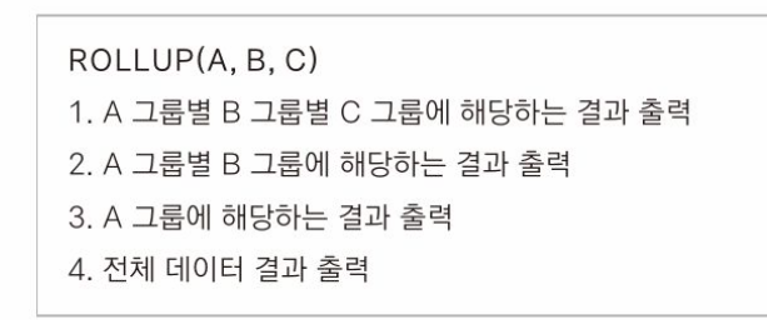 ROLLUP(A, B, C)
1. A 그룹별 B 그룹별 C 그룹에 해당하는 결과 출력
2. A 그룹별 B 그룹에 해당하는 결과 출력
3. A 그룹에 해당하는 결과 출력
4. 전체 데이터 결과 출력